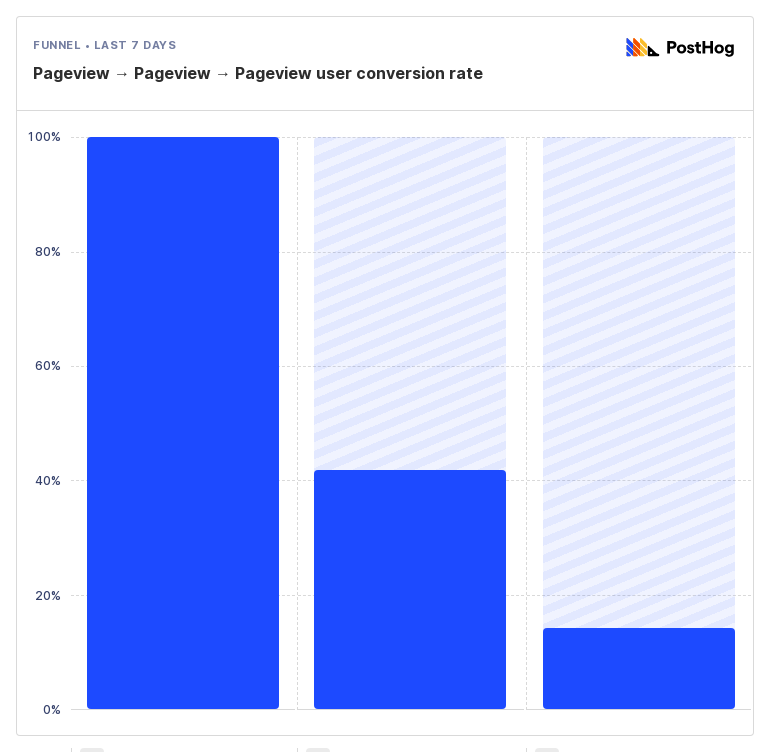 FUNNEL • LAST 7 DAYS
PostHog
Pageview → Pageview → Pageview user conversion rate
100%
80%
60%
40%
20%
0%